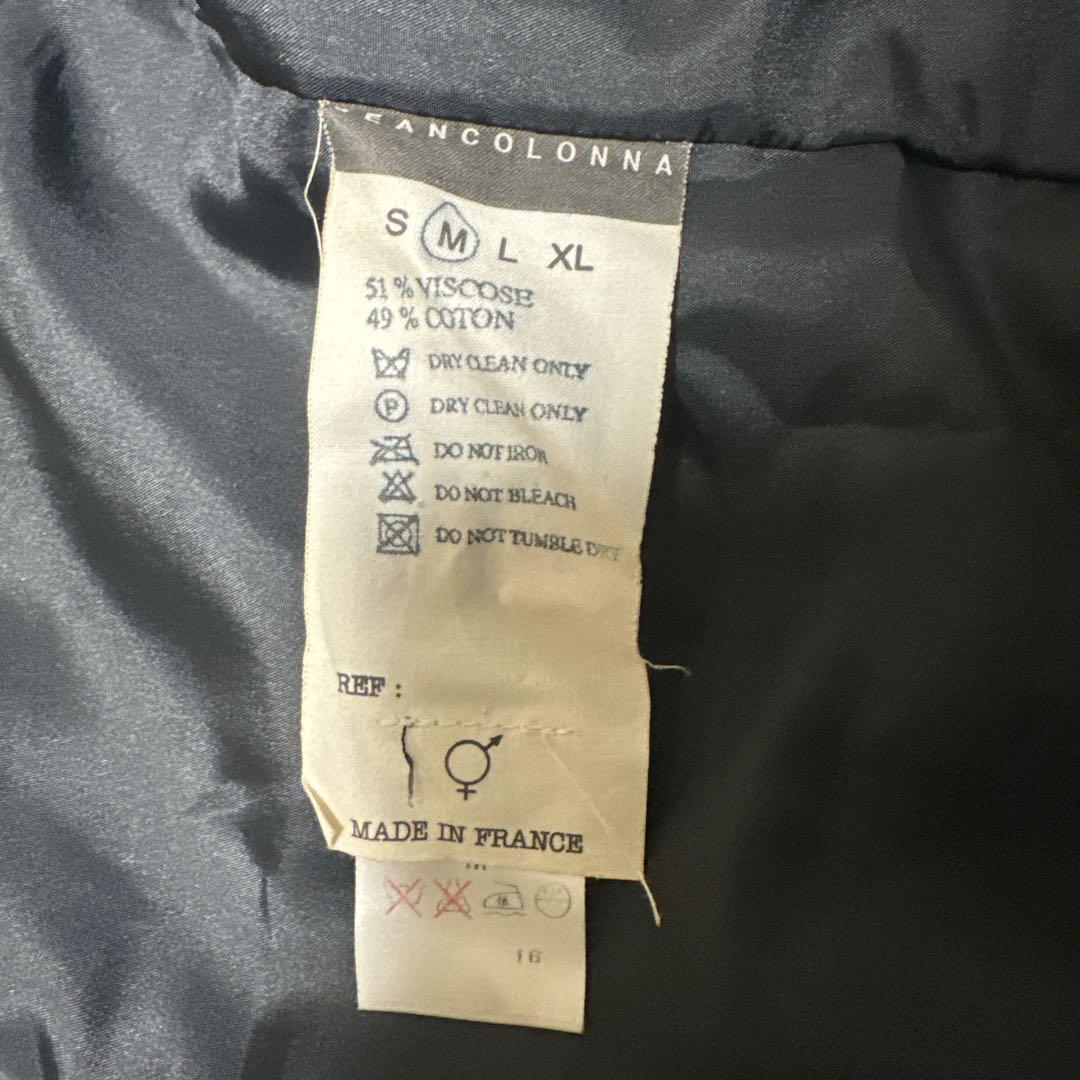 JEANCOLONNA
S M L XL
51 % VISCOSE
49 % COTON
DRY CLEAN ONLY
P DRY CLEAN ONLY
DO NOT IRON
DO NOT BLEACH
DO NOT TUMBLE DRY
REF :
MADE IN FRANCE
M
16